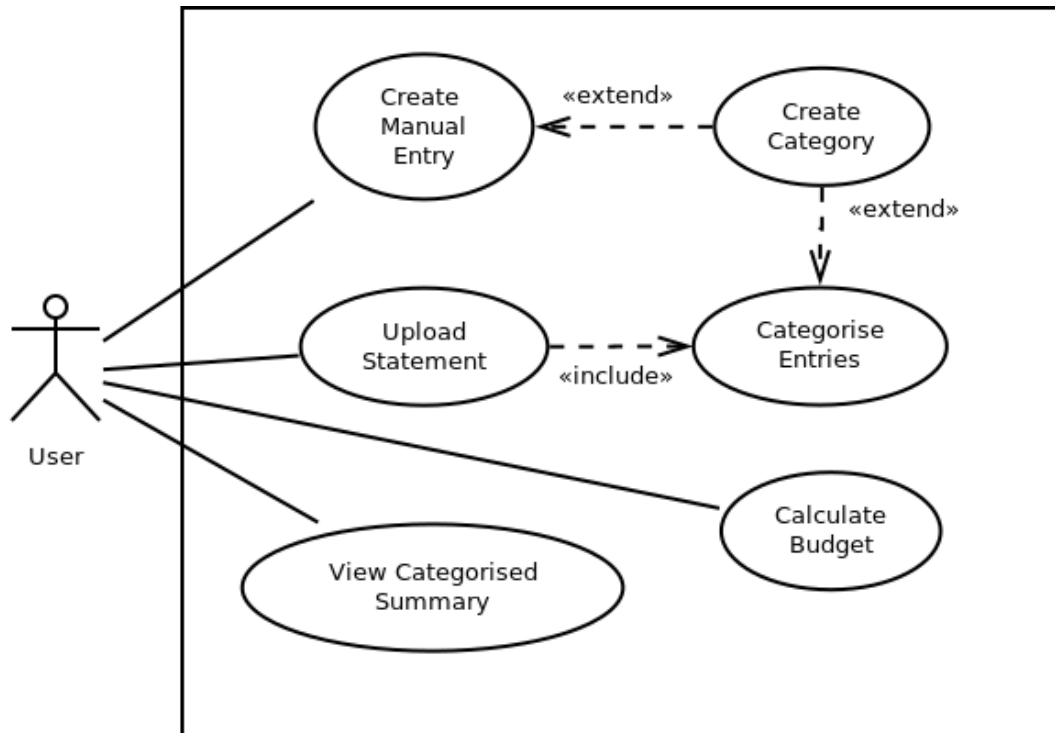 Create
Manual
Entry
«extend»
Create
Category
«extend»
Upload
Statement
«include»
Categorise
Entries
User
Calculate
Budget
View Categorised
Summary